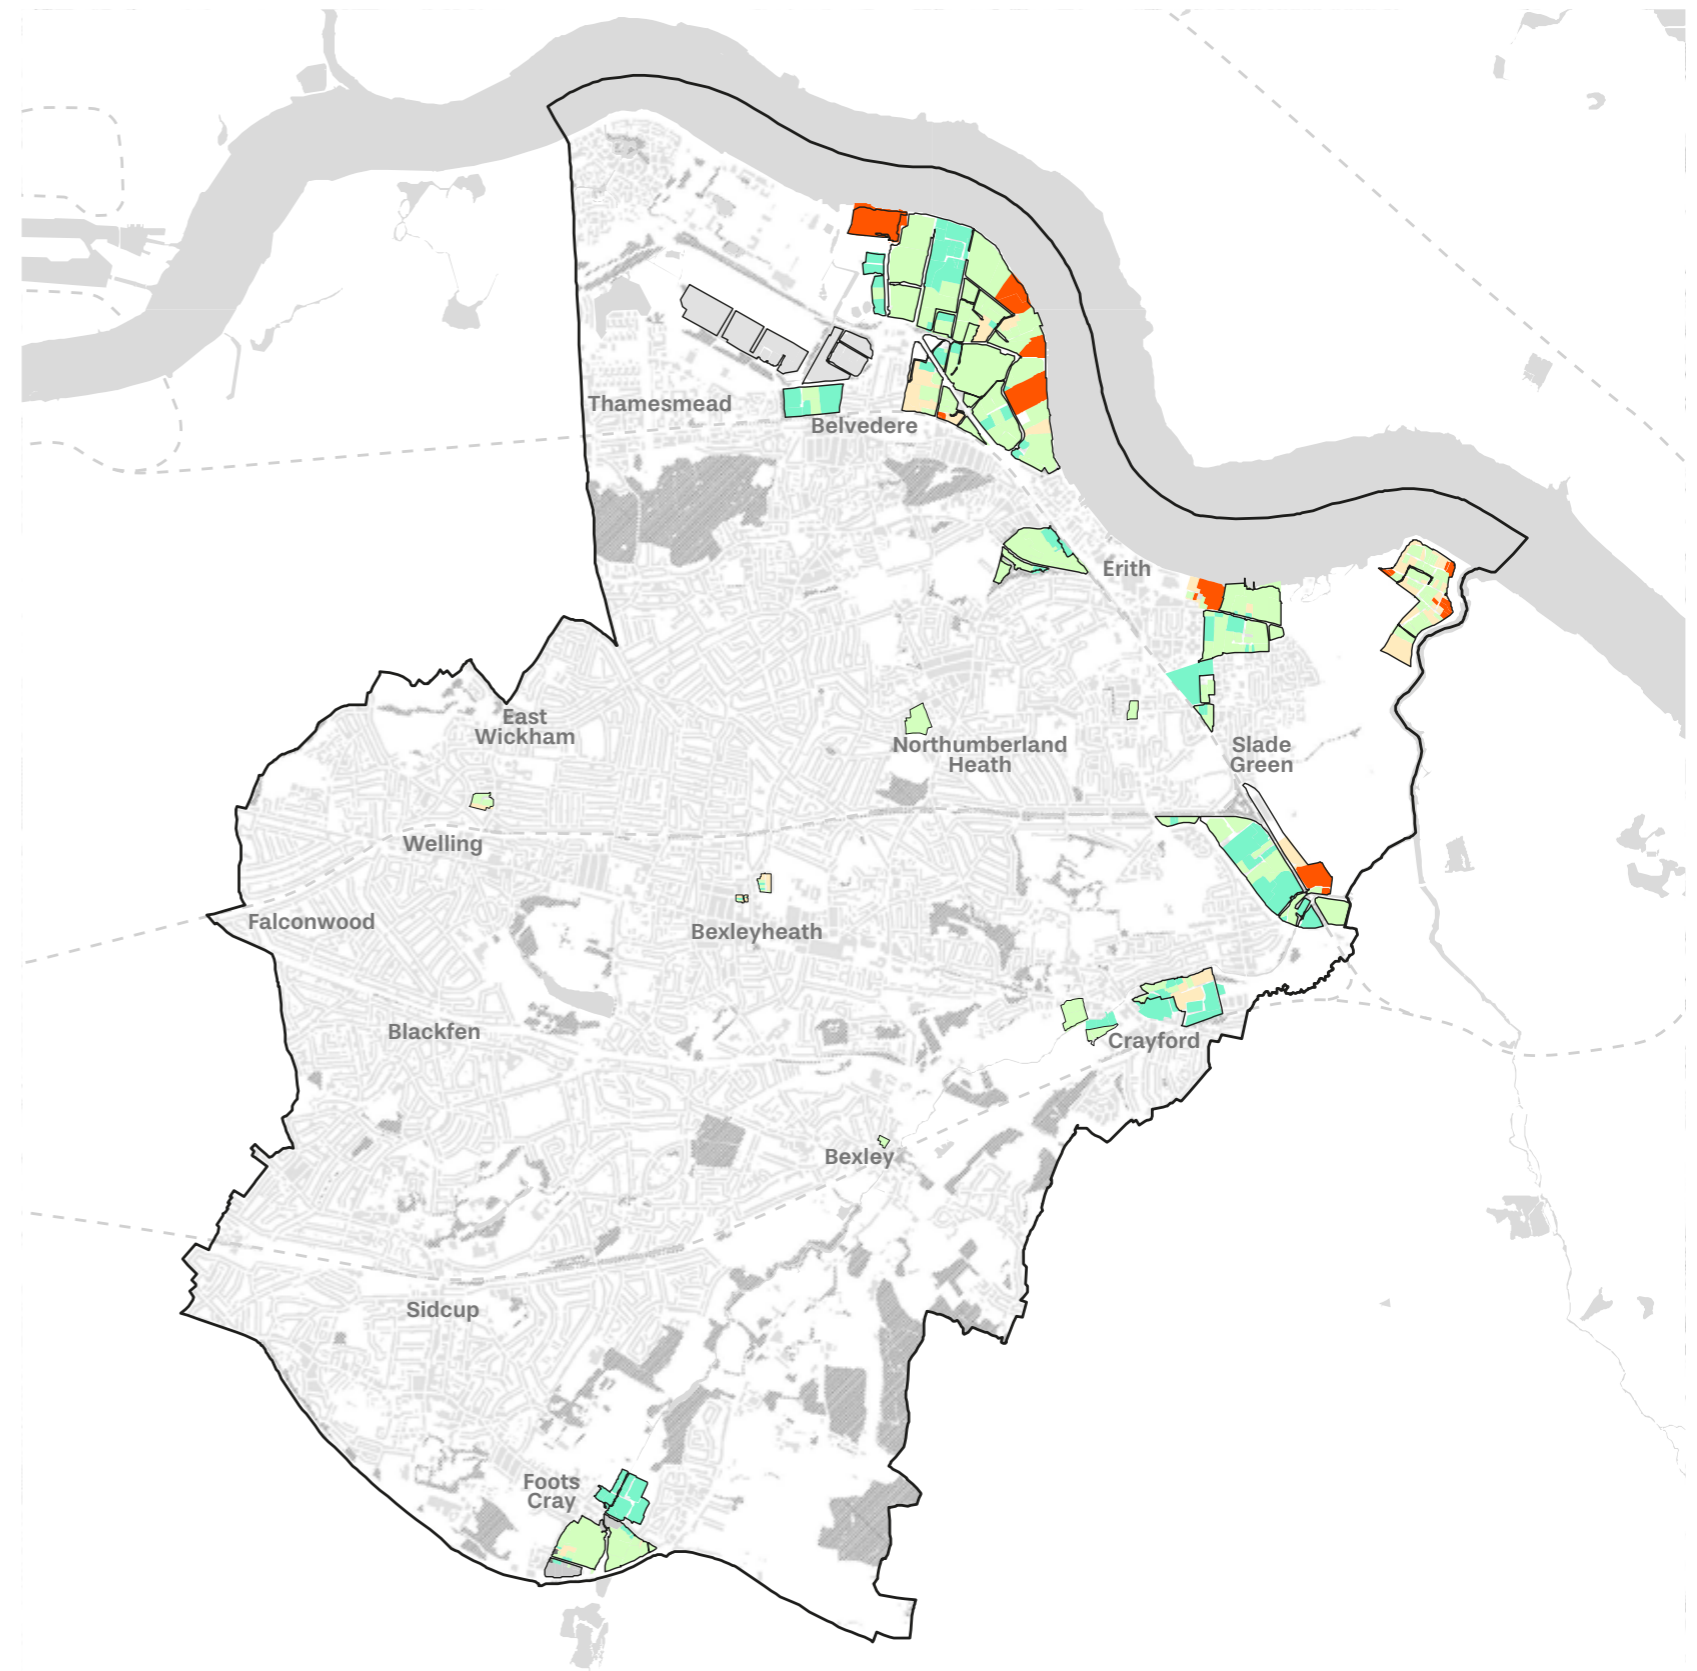 Thamesmead
Belvedere
Erith
East
Wickham
Northumberland
Heath
Slade
Green
Welling
Falconwood
Bexleyheath
Blackfen
Crayford
Bexley
Sidcup
Foots
Cray